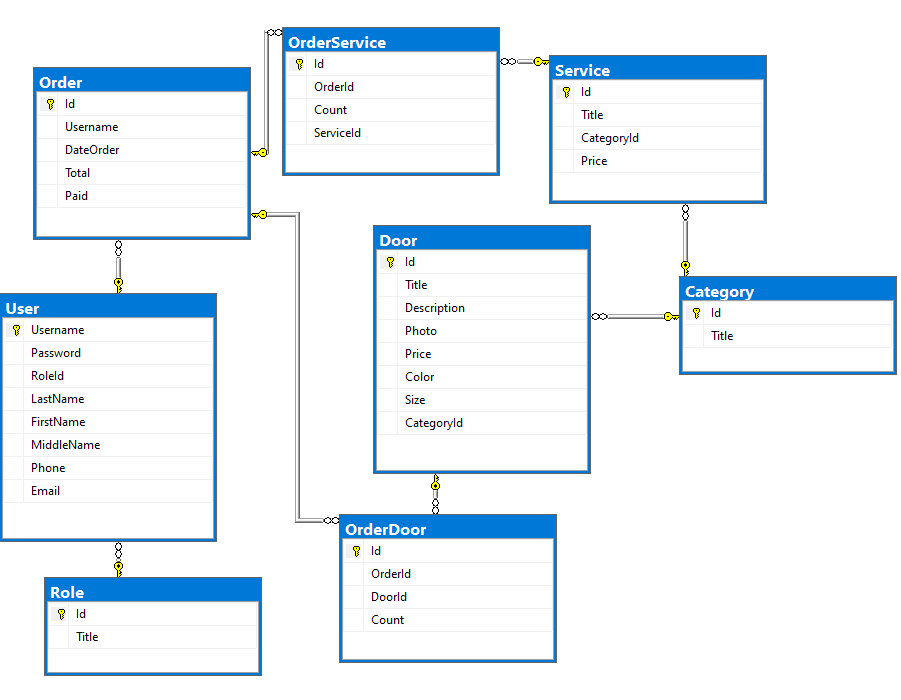 OrderService
Id
OrderId
Count
ServiceId
Service
Id
Title
CategoryId
Price
Order
Id
Username
DateOrder
Total
Paid
Door
Id
Title
Description
Photo
Price
Color
Size
CategoryId
Category
Id
Title
User
Username
Password
RoleId
LastName
FirstName
MiddleName
Phone
Email
OrderDoor
Id
OrderId
DoorId
Count
Role
Id
Title